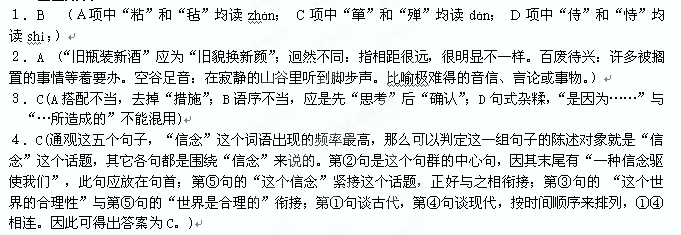 1．B （A项中“粘”和“毡”均读zhān； C项中“箪”和“殚”均读dān； D项中“侍”和“恃”均
读shì；）
2．A （“旧瓶装新酒”应为“旧貌换新颜”；迥然不同：指相距很远，很明显不一样。百废待兴：许多被搁
置的事情等着要办。空谷足音：在寂静的山谷里听到脚步声。比喻极难得的音信、言论或事物。）
3．C(A搭配不当，去掉“措施”；B语序不当，应是先“思考”后“确认”；D句式杂糅，“是因为……”与
“…所造成的”不能混用)
4．C(通观这五个句子，“信念”这个词语出现的频率最高，那么可以判定这一组句子的陈述对象就是“信
念”这个话题，其它各句都是围绕“信念”来说的。第②句是这个句群的中心句，因其末尾有“一种信念驱
使我们”，此句应放在句首；第⑤句的“这个信念”紧接这个话题，正好与之相衔接；第③句的 “这个世
界的合理性”与第⑤句的“世界是合理的”衔接；第①句谈古代，第④句谈现代，按时间顺序来排列，①④
相连。因此可得出答案为C。)